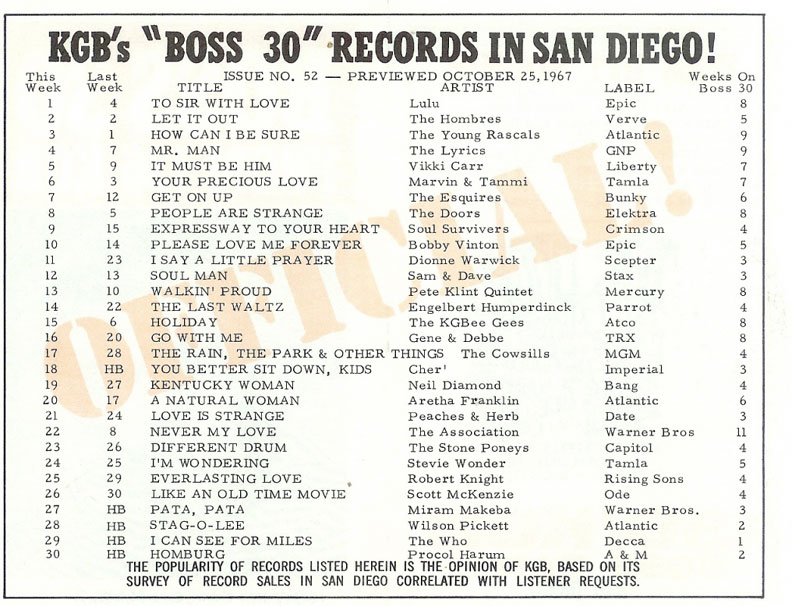 KGB's "BOSS 30" RECORDS IN SAN DIEGO!
This Last ISSUE NO. 52 — PREVIEWED OCTOBER 25, 1967 Weeks On
Week Week TITLE ARTIST LABEL Boss 30
1 4 TO SIR WITH LOVE Lulu Epic 8
2 2 LET IT OUT The Hombres Verve 5
3 1 HOW CAN I BE SURE The Young Rascals Atlantic 9
4 7 MR. MAN The Lyrics GNP 9
5 9 IT MUST BE HIM Vikki Carr Liberty 7
6 3 YOUR PRECIOUS LOVE Marvin & Tammi Tamla 7
7 12 GET ON UP The Esquires Bunky 6
8 5 PEOPLE ARE STRANGE The Doors Elektra 8
9 15 EXPRESSWAY TO YOUR HEART Soul Survivers Crimson 4
10 14 PLEASE LOVE ME FOREVER Bobby Vinton Epic 5
11 23 I SAY A LITTLE PRAYER Dionne Warwick Scepter 3
12 13 SOUL MAN Sam & Dave Stax 3
13 10 WALKIN' PROUD Pete Klint Quintet Mercury 8
14 22 THE LAST WALTZ Engelbert Humperdinck Parrot 4
15 6 HOLIDAY The KGBee Gees Atco 8
16 20 GO WITH ME Gene & Debbe TRX 8
17 28 THE RAIN, THE PARK & OTHER THINGS The Cowsills MGM 4
18 HB YOU BETTER SIT DOWN, KIDS Cher' Imperial 3
19 27 KENTUCKY WOMAN Neil Diamond Bang 4
20 17 A NATURAL WOMAN Aretha Franklin Atlantic 6
21 24 LOVE IS STRANGE Peaches & Herb Date 3
22 8 NEVER MY LOVE The Association Warner Bros 11
23 26 DIFFERENT DRUM The Stone Poneys Capitol 4
24 25 I'M WONDERING Stevie Wonder Tamla 5
25 29 EVERLASTING LOVE Robert Knight Rising Sons 4
26 30 LIKE AN OLD TIME MOVIE Scott McKenzie Ode 4
27 HB PATA, PATA Miram Makeba Warner Bros. 3
28 HB STAG-O-LEE Wilson Pickett Atlantic 2
29 HB I CAN SEE FOR MILES The Who Decca 1
30 HB HOMBURG Procol Harum A & M 2
THE POPULARITY OF RECORDS LISTED HEREIN IS THE OPINION OF KGB, BASED ON ITS
SURVEY OF RECORD SALES IN SAN DIEGO CORRELATED WITH LISTENER REQUESTS.
OFFICIAL!